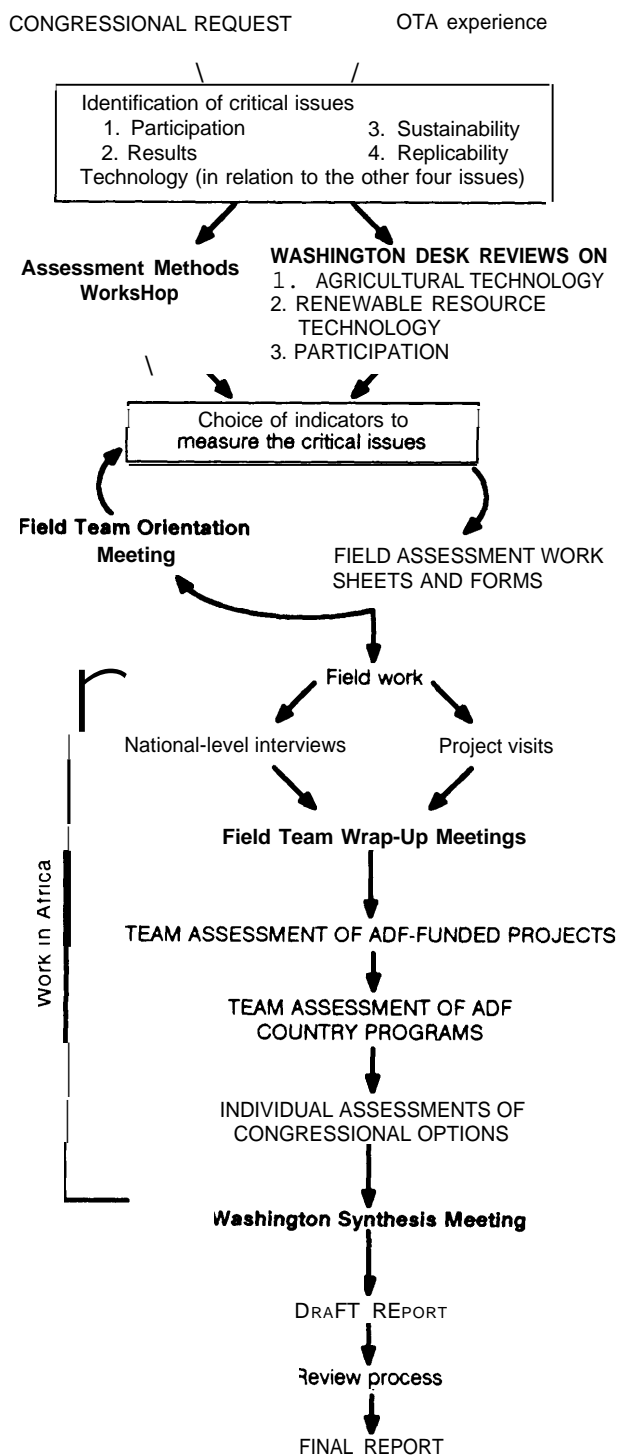 CONGRESSIONAL REQUEST OTA experience
Identification of critical issues
1. Participation 3. Sustainability
2. Results 4. Replicability
Technology (in relation to the other four issues)
Assessment Methods
WorksHop
WASHINGTON DESK REVIEWS ON
1. AGRICULTURAL TECHNOLOGY
2. RENEWABLE RESOURCE
TECHNOLOGY
3. PARTICIPATION
Choice of indicators to
measure the critical issues
Field Team Orientation
Meeting
FIELD ASSESSMENT WORK
SHEETS AND FORMS
Field work
National-level interviews Project visits
Field Team Wrap-Up Meetings
Work in Africa
TEAM ASSESSMENT OF ADF-FUNDED PROJECTS
TEAM ASSESSMENT OF ADF
COUNTRY PROGRAMS
INDIVIDUAL ASSESSMENTS OF
CONGRESSIONAL OPTIONS
Washington Synthesis Meeting
DRAFT REPORT
Review process
FINAL REPORT